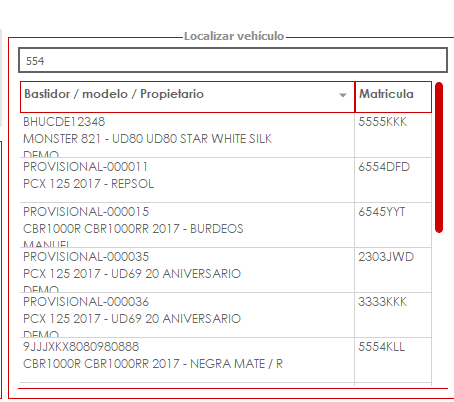 Localizar vehículo
554
Bastidor / modelo / Propietario Matricula
BHUCDE12348 5555KKK
MONSTER 821 - UD80 UD80 STAR WHITE SILK
DEMO
PROVISIONAL-000011 6554DFD
PCX 125 2017 - REPSOL
PROVISIONAL-000015 6545YYT
CBR1000R CBR1000RR 2017 - BURDEOS
MANUEL
PROVISIONAL-000035 2303JWD
PCX 125 2017 - UD69 20 ANIVERSARIO
DEMO
PROVISIONAL-000036 3333KKK
PCX 125 2017 - UD69 20 ANIVERSARIO
DEMO
9JJJXKX8080980888 5554KLL
CBR1000R CBR1000RR 2017 - NEGRA MATE / R